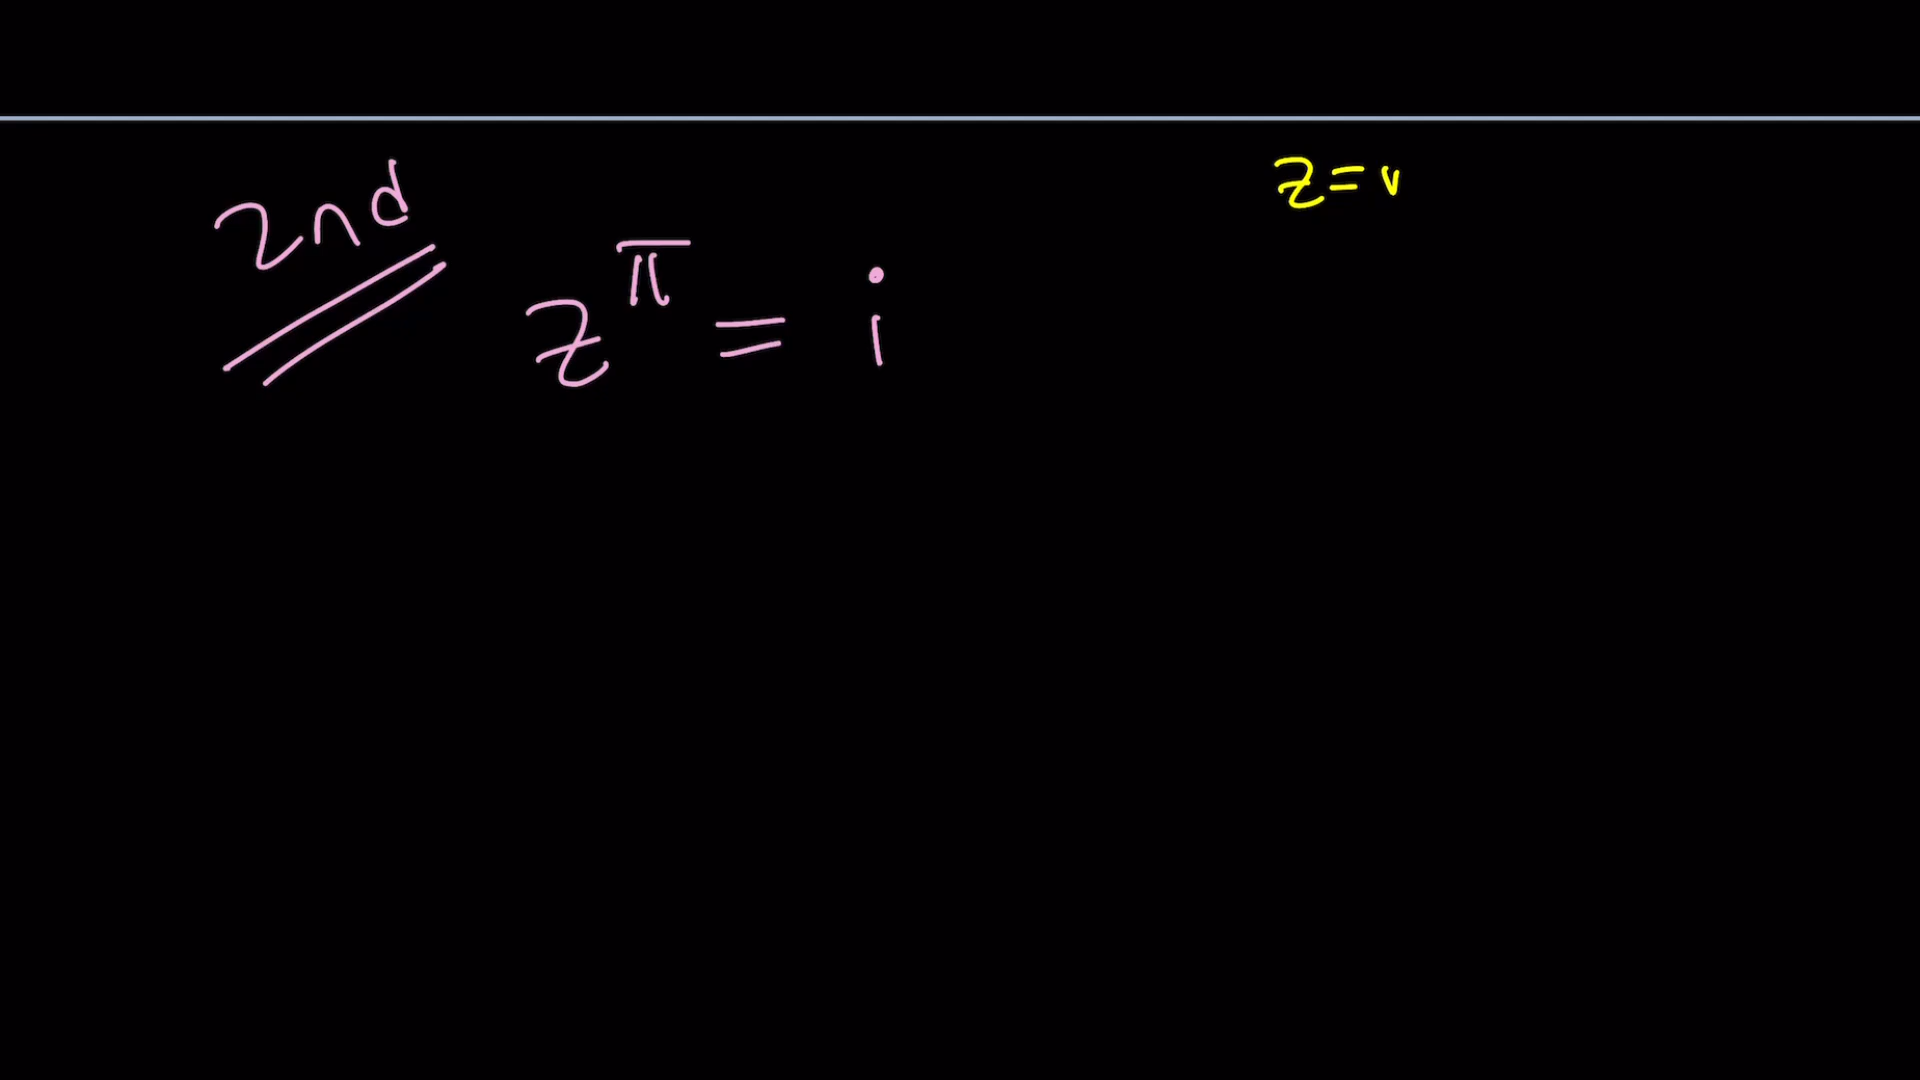 2nd
z^π = i
z = r